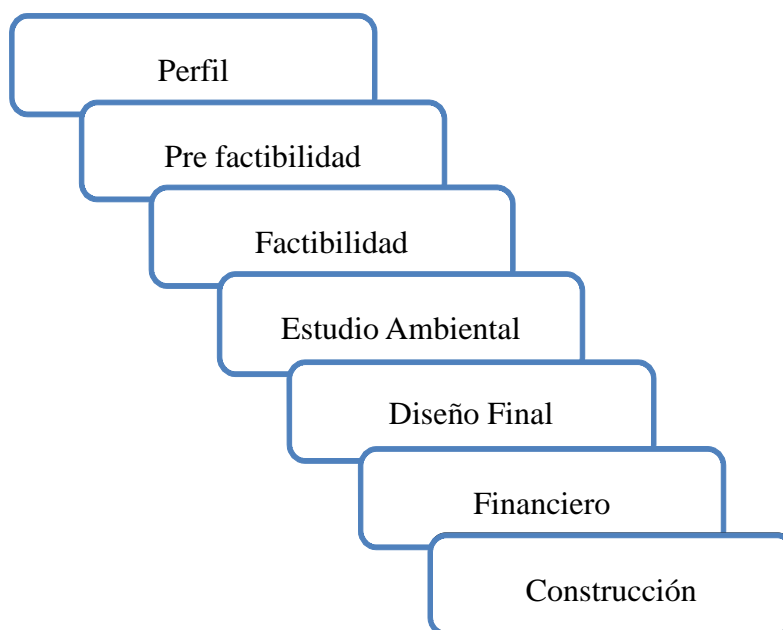 Perfil
Pre factibilidad
Factibilidad
Estudio Ambiental
Diseño Final
Financiero
Construcción